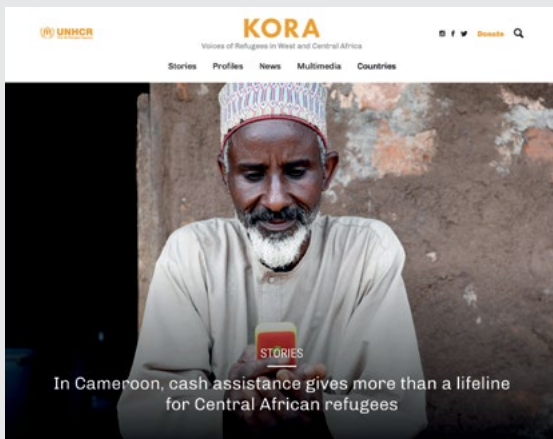 UNHCR
KORA
Voices of Refugees in West and Central Africa
Donate
Stories Profiles News Multimedia Countries
STORIES
In Cameroon, cash assistance gives more than a lifeline
for Central African refugees